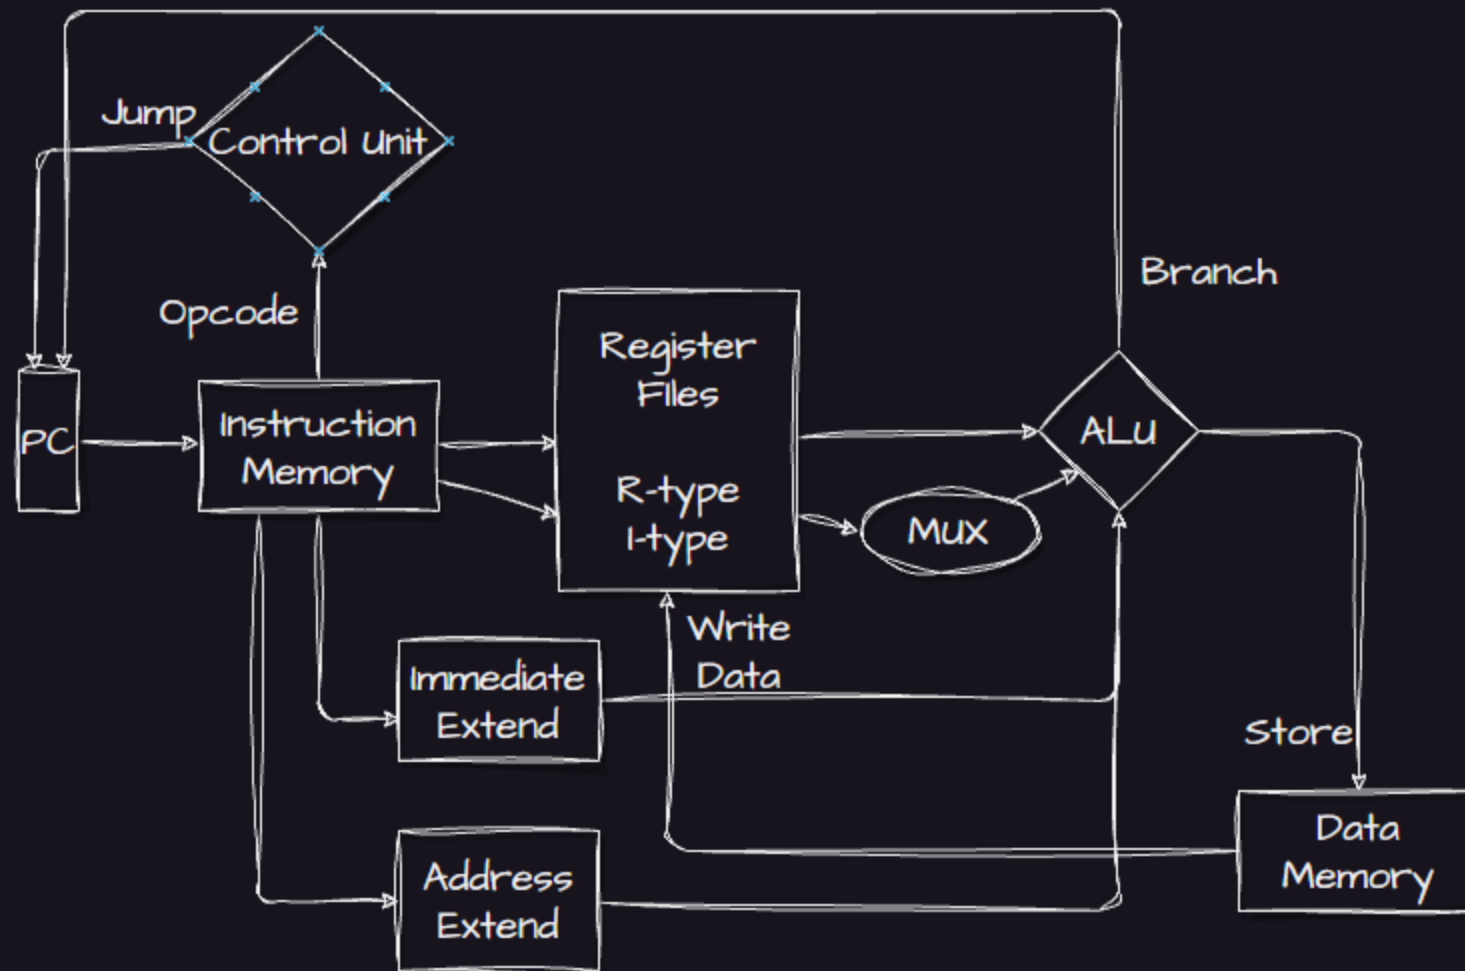 Jump
Control Unit
Branch
Opcode
Register
FIles
R-type
I-type
Instruction
Memory
PC
ALU
MUX
Write
Data
Immediate
Extend
Store
Data
Memory
Address
Extend